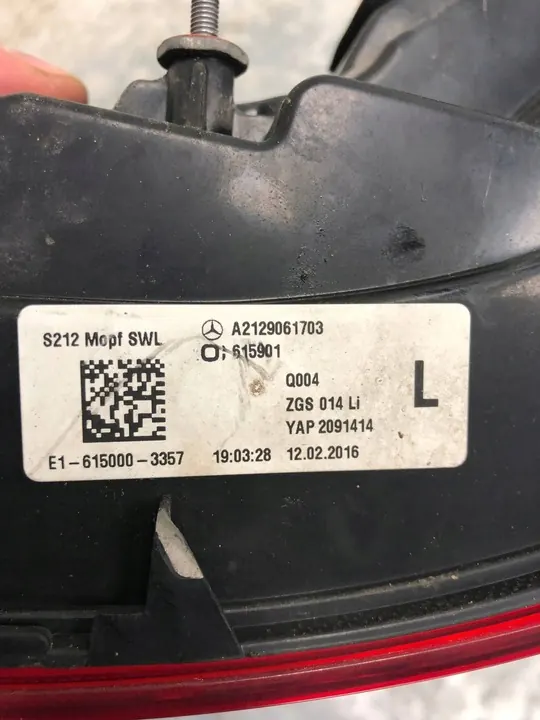 S212 Mopf SWL
A2129061703
615901
Q004
ZGS 014 Li
YAP 2091414
L
E1-615000-3357 19:03:28 12.02.2016